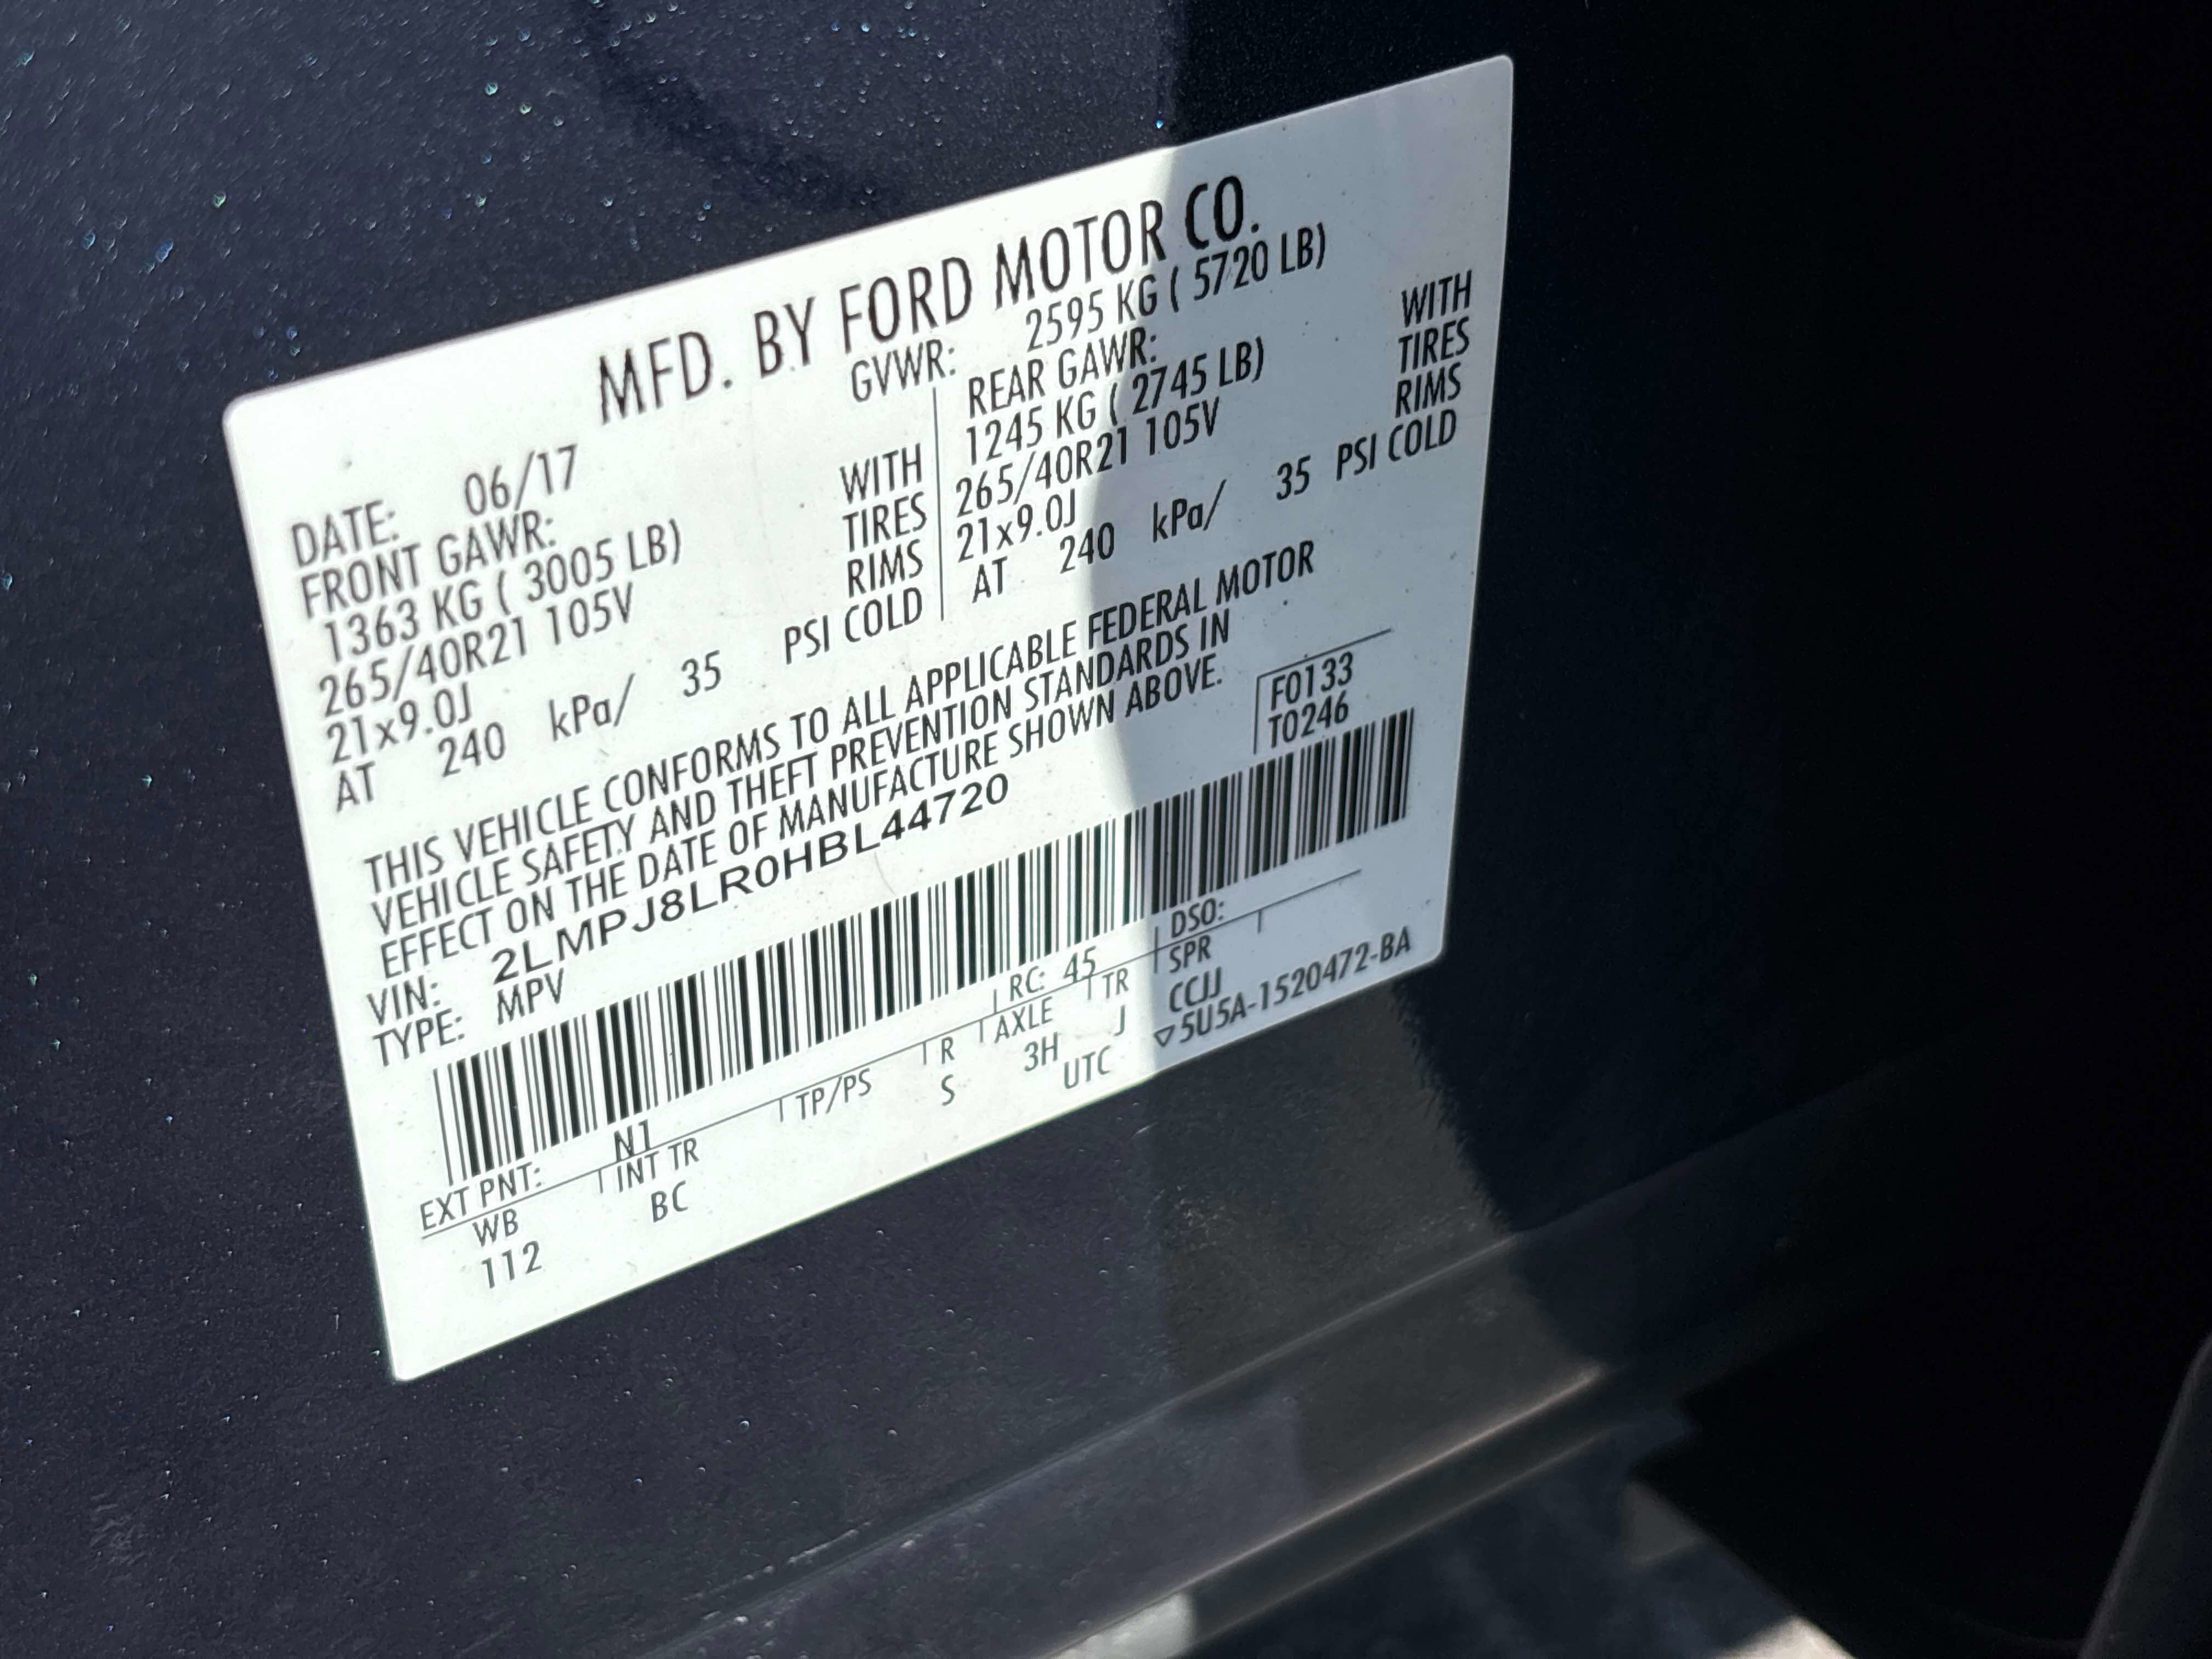 MFD. BY FORD MOTOR CO.
DATE: 06/17 GVWR: 2595 KG ( 5720 LB)
FRONT GAWR: REAR GAWR:
1363 KG ( 3005 LB) WITH 1245 KG ( 2745 LB) WITH
265/40R21 105V TIRES 265/40R21 105V TIRES
21x9.0J RIMS 21x9.0J RIMS
AT 240 kPa/ 35 PSI COLD AT 240 kPa/ 35 PSI COLD
THIS VEHICLE CONFORMS TO ALL APPLICABLE FEDERAL MOTOR
VEHICLE SAFETY AND THEFT PREVENTION STANDARDS IN
EFFECT ON THE DATE OF MANUFACTURE SHOWN ABOVE.
VIN: 2LMPJ8LR0HBL44720 F0133
TYPE: MPV T0246
EXT PNT: N1 RC: 45 DSO:
WB INT TR TP/PS R AXLE TR SPR
112 BC S 3H J CCJJ
UTC ▽5U5A-1520472-BA